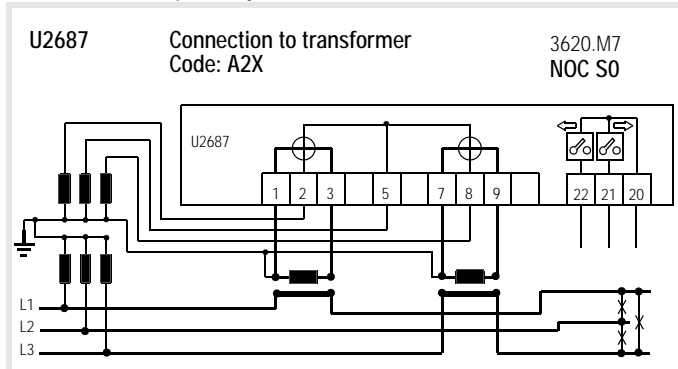 U2687 Connection to transformer 3620.M7
Code: A2X NOC S0
U2687
1 2 3 5 7 8 9 22 21 20
L1
L2
L3